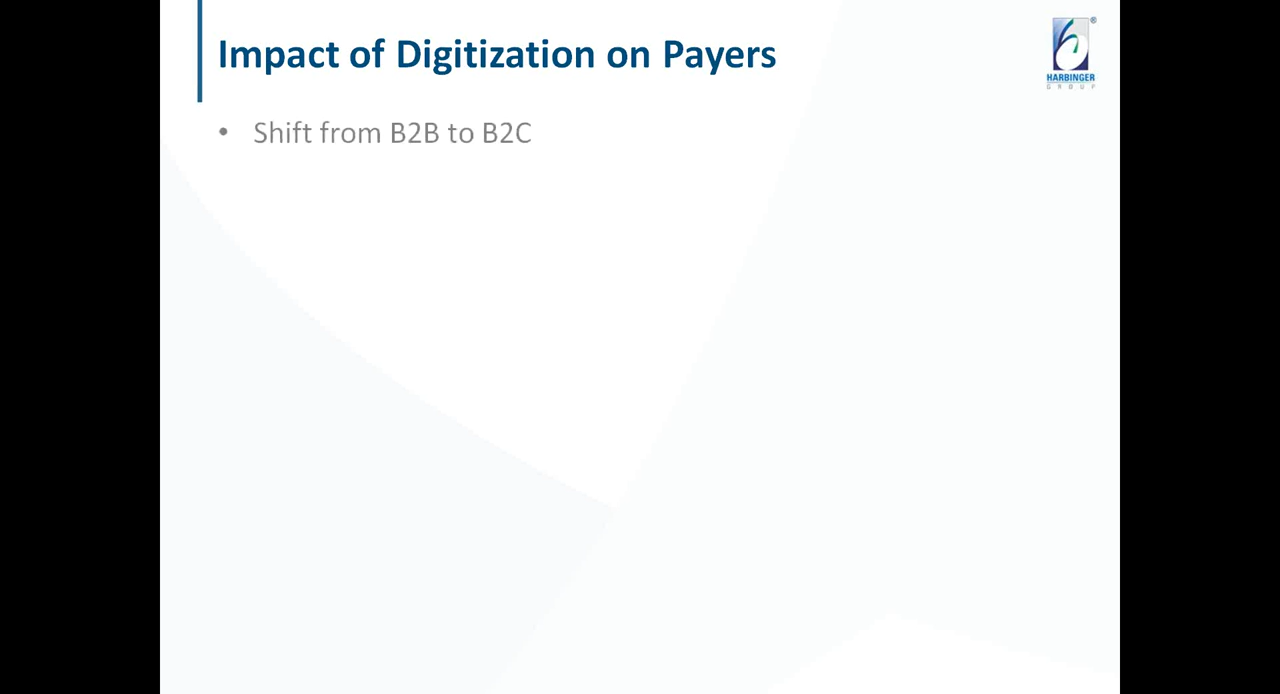 Impact of Digitization on Payers
®
HARBINGER
GROUP
• Shift from B2B to B2C